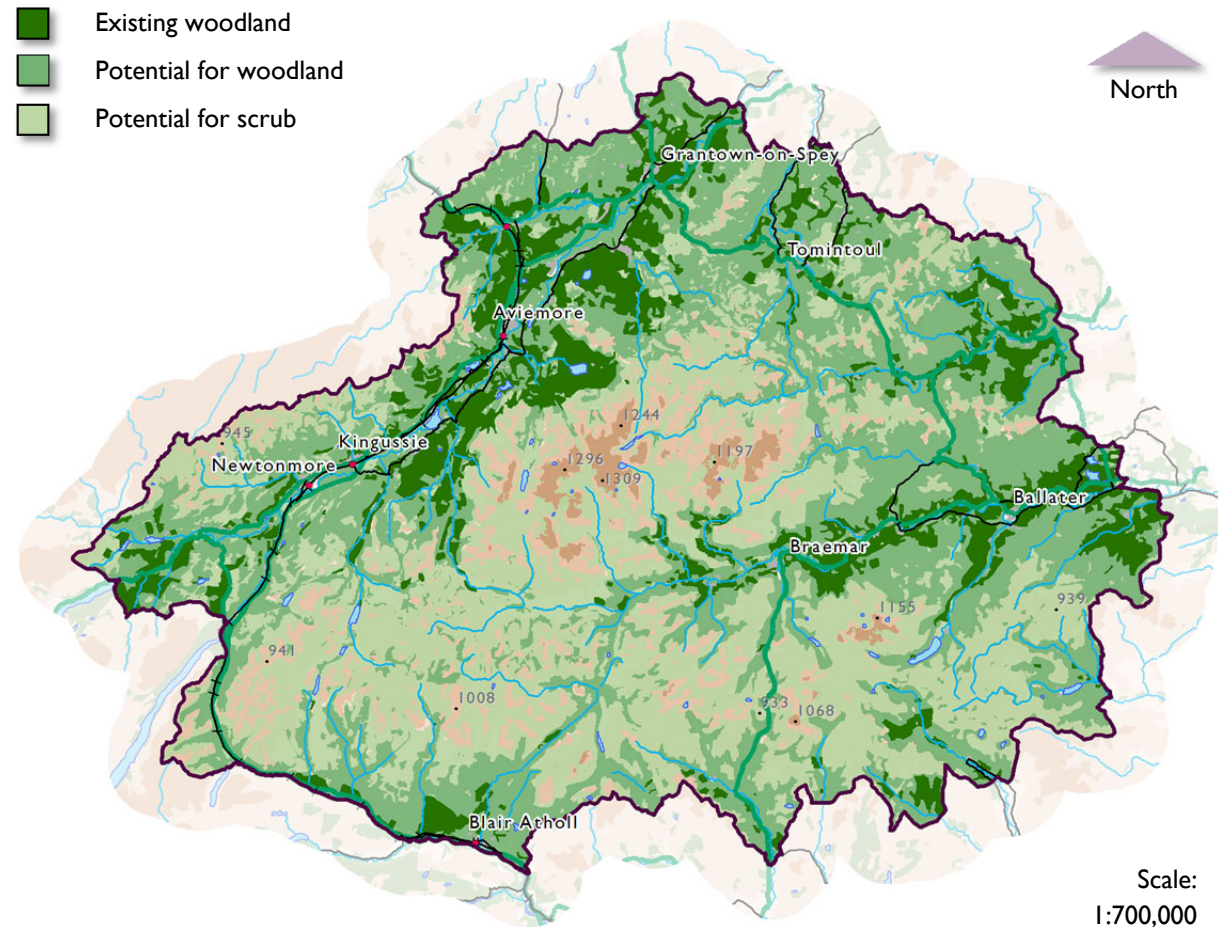 Existing woodland
Potential for woodland
Potential for scrub
North
Grantown-on-Spey
Tomintoul
Aviemore
1244
945
Kingussie
1197
Newtonmore
1296
1309
Ballater
Braemar
1155
939
941
1008
933
1068
Blair Atholl
Scale:
1:700,000